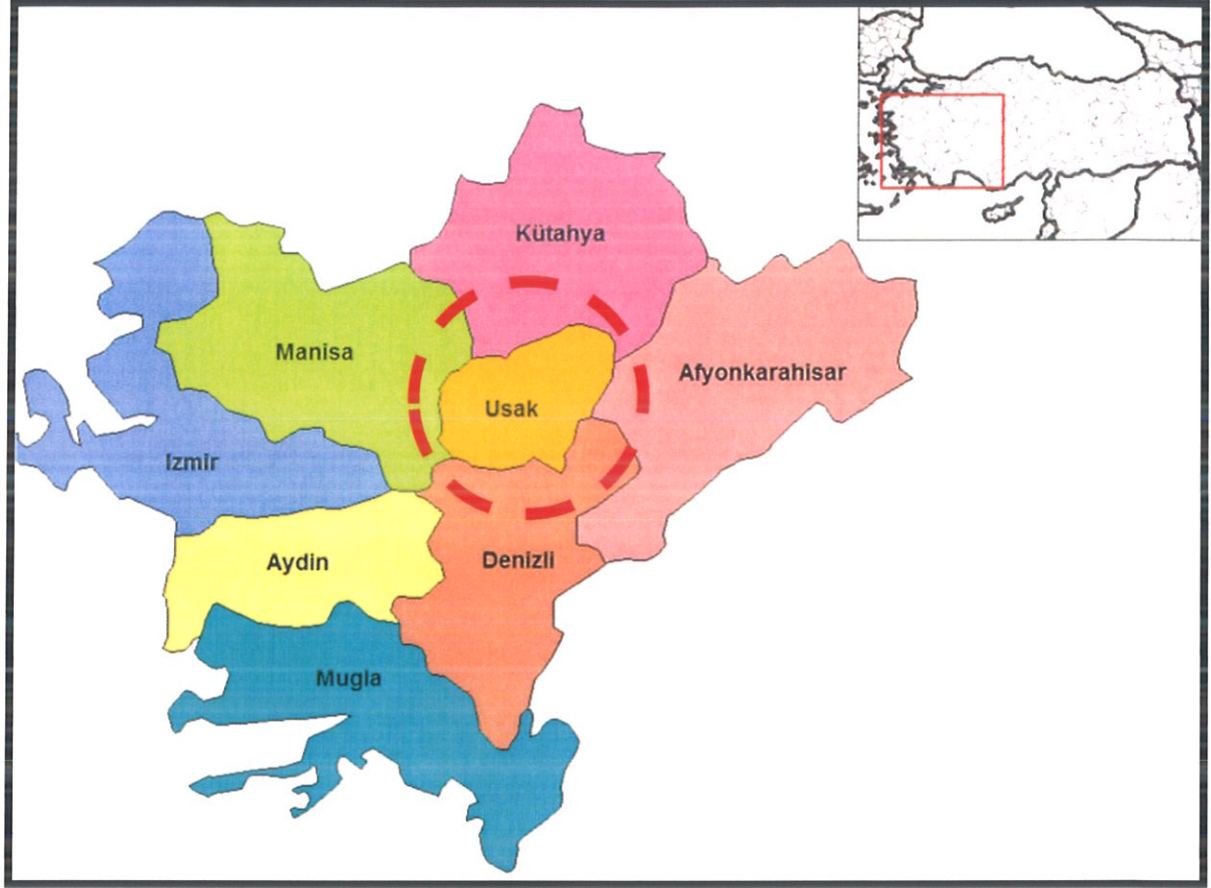 Kütahya
Manisa
Afyonkarahisar
Usak
Izmir
Aydin
Denizli
Mugla